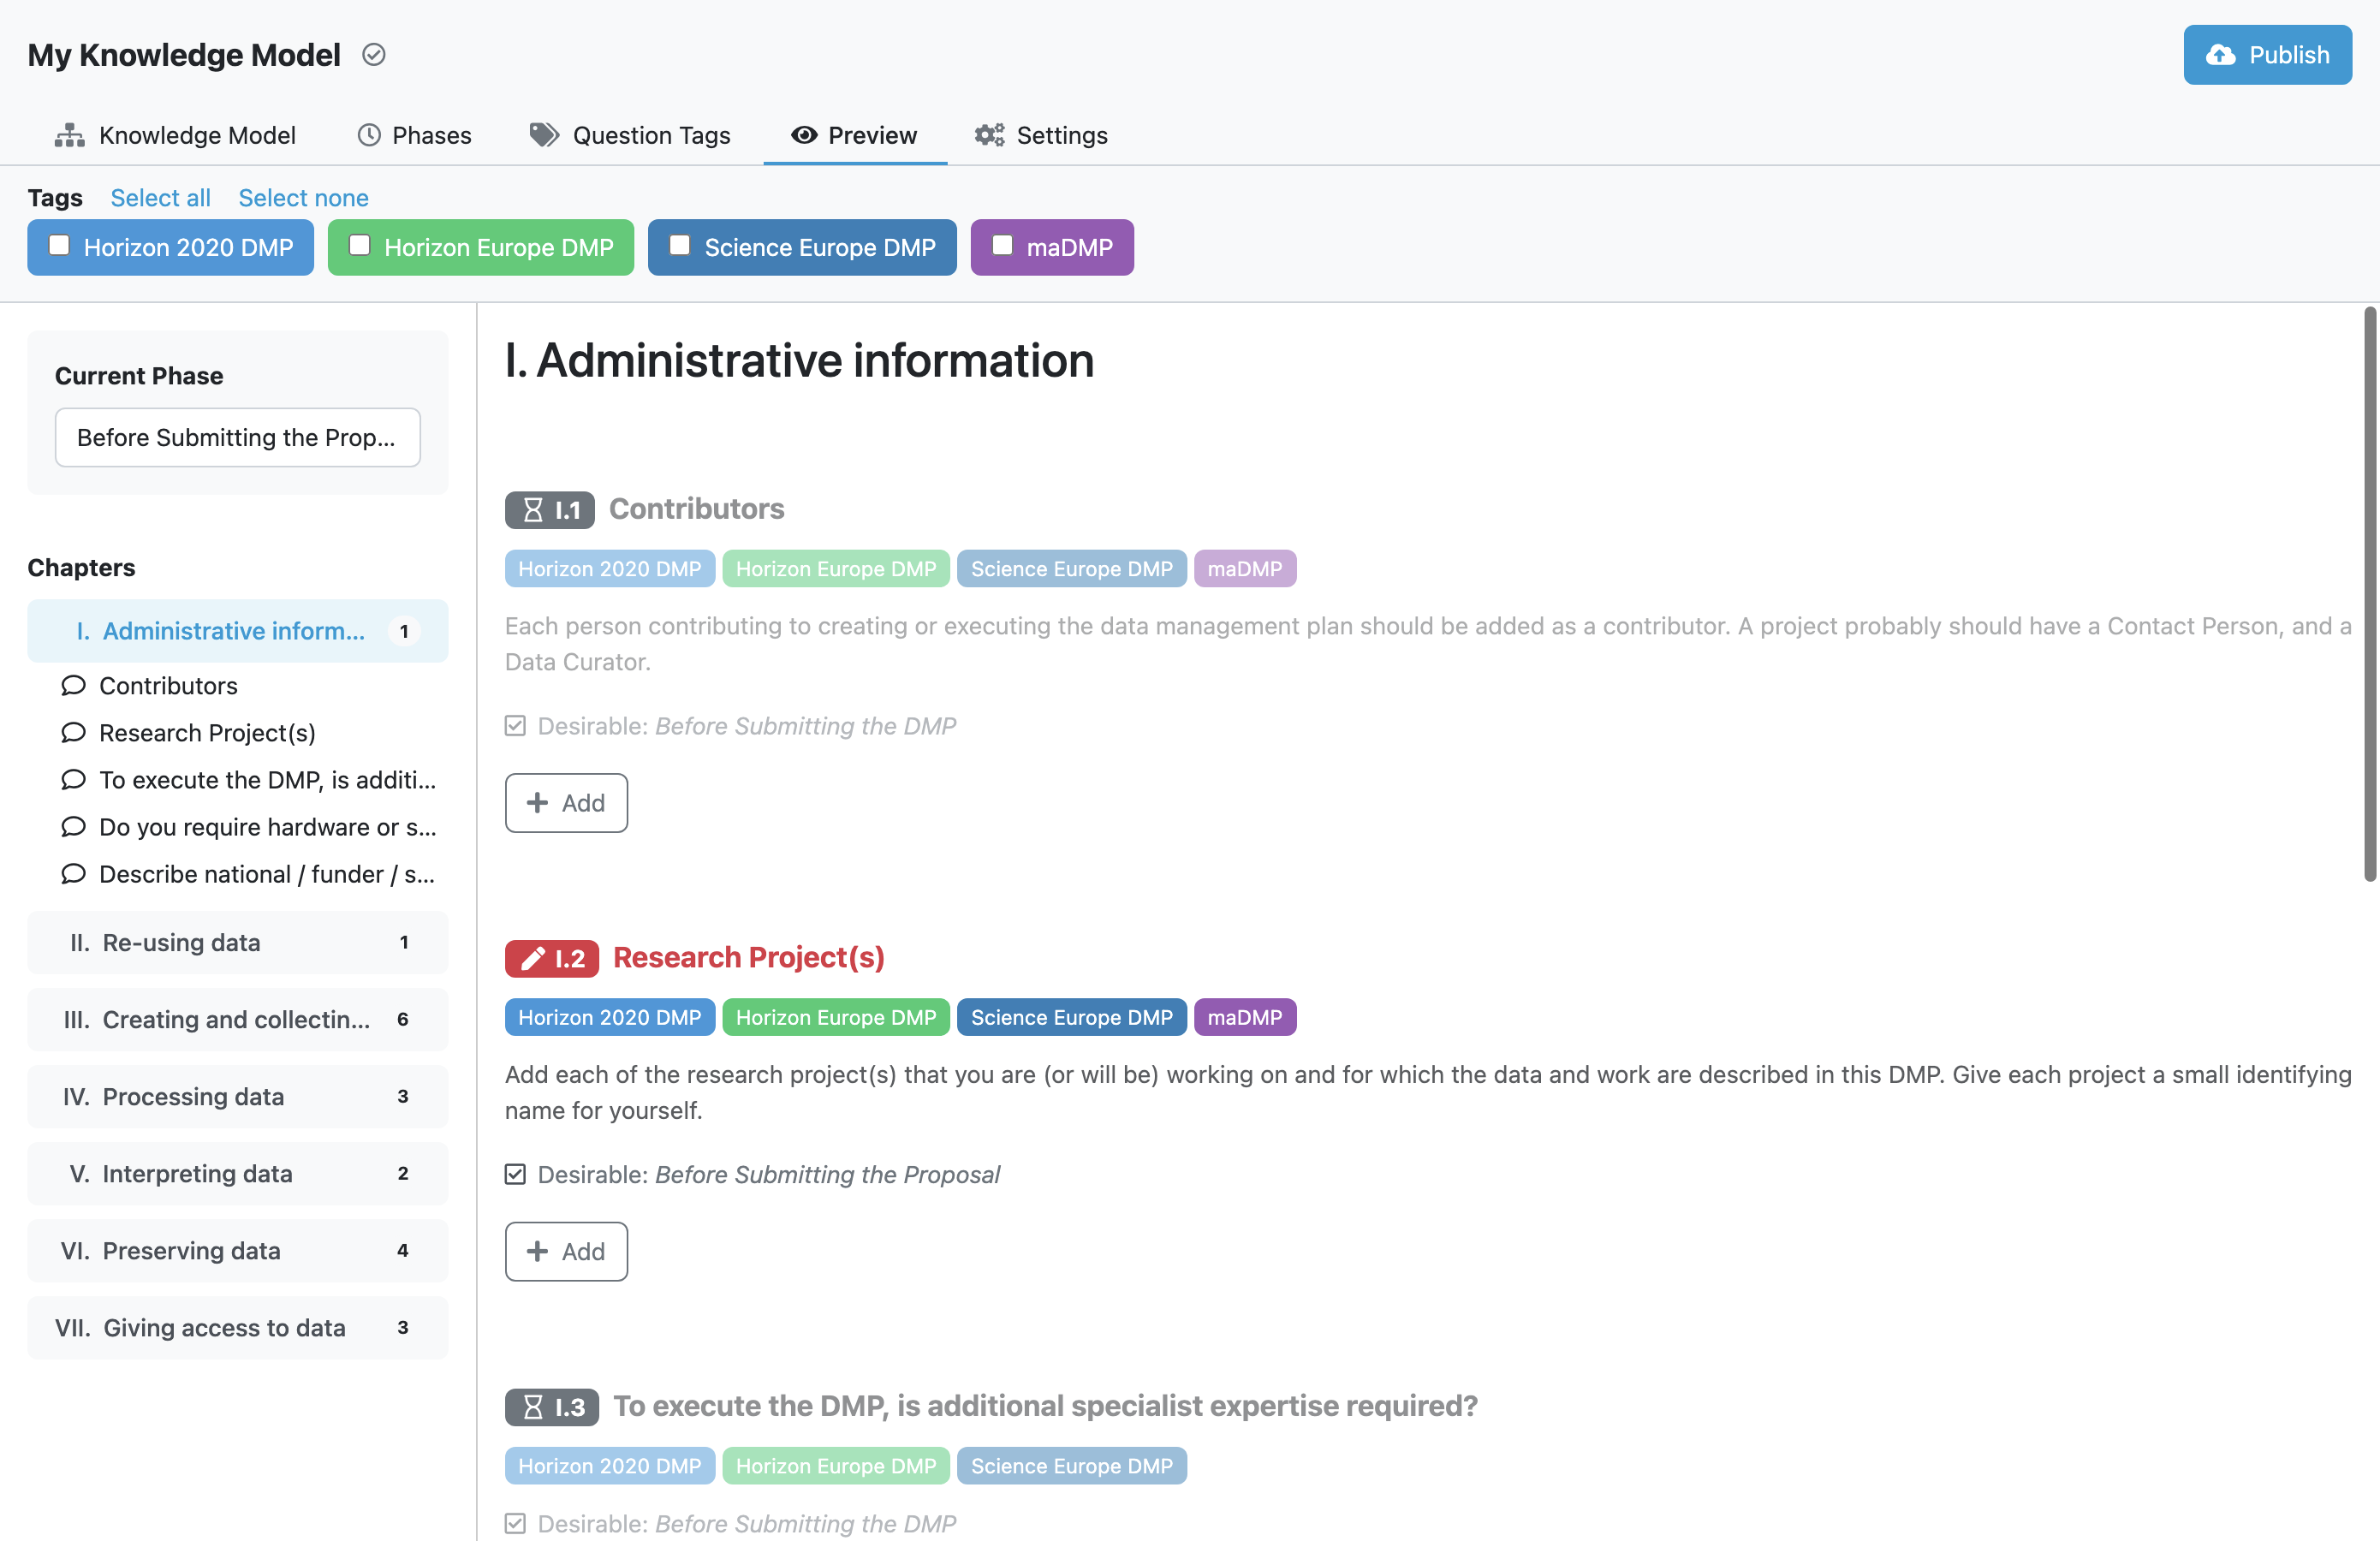 My Knowledge Model
Publish
Knowledge Model
Phases
Question Tags
Preview
Settings
Tags Select all Select none
Horizon 2020 DMP
Horizon Europe DMP
Science Europe DMP
maDMP
Current Phase
Before Submitting the Prop...
Chapters
I. Administrative inform... 1
Contributors
Research Project(s)
To execute the DMP, is additi...
Do you require hardware or s...
Describe national / funder / s...
II. Re-using data 1
III. Creating and collectin... 6
IV. Processing data 3
V. Interpreting data 2
VI. Preserving data 4
VII. Giving access to data 3
I. Administrative information
I.1 Contributors
Horizon 2020 DMP Horizon Europe DMP Science Europe DMP maDMP
Each person contributing to creating or executing the data management plan should be added as a contributor. A project probably should have a Contact Person, and a
Data Curator.
Desirable: Before Submitting the DMP
Add
I.2 Research Project(s)
Horizon 2020 DMP Horizon Europe DMP Science Europe DMP maDMP
Add each of the research project(s) that you are (or will be) working on and for which the data and work are described in this DMP. Give each project a small identifying
name for yourself.
Desirable: Before Submitting the Proposal
Add
I.3 To execute the DMP, is additional specialist expertise required?
Horizon 2020 DMP Horizon Europe DMP Science Europe DMP
Desirable: Before Submitting the DMP